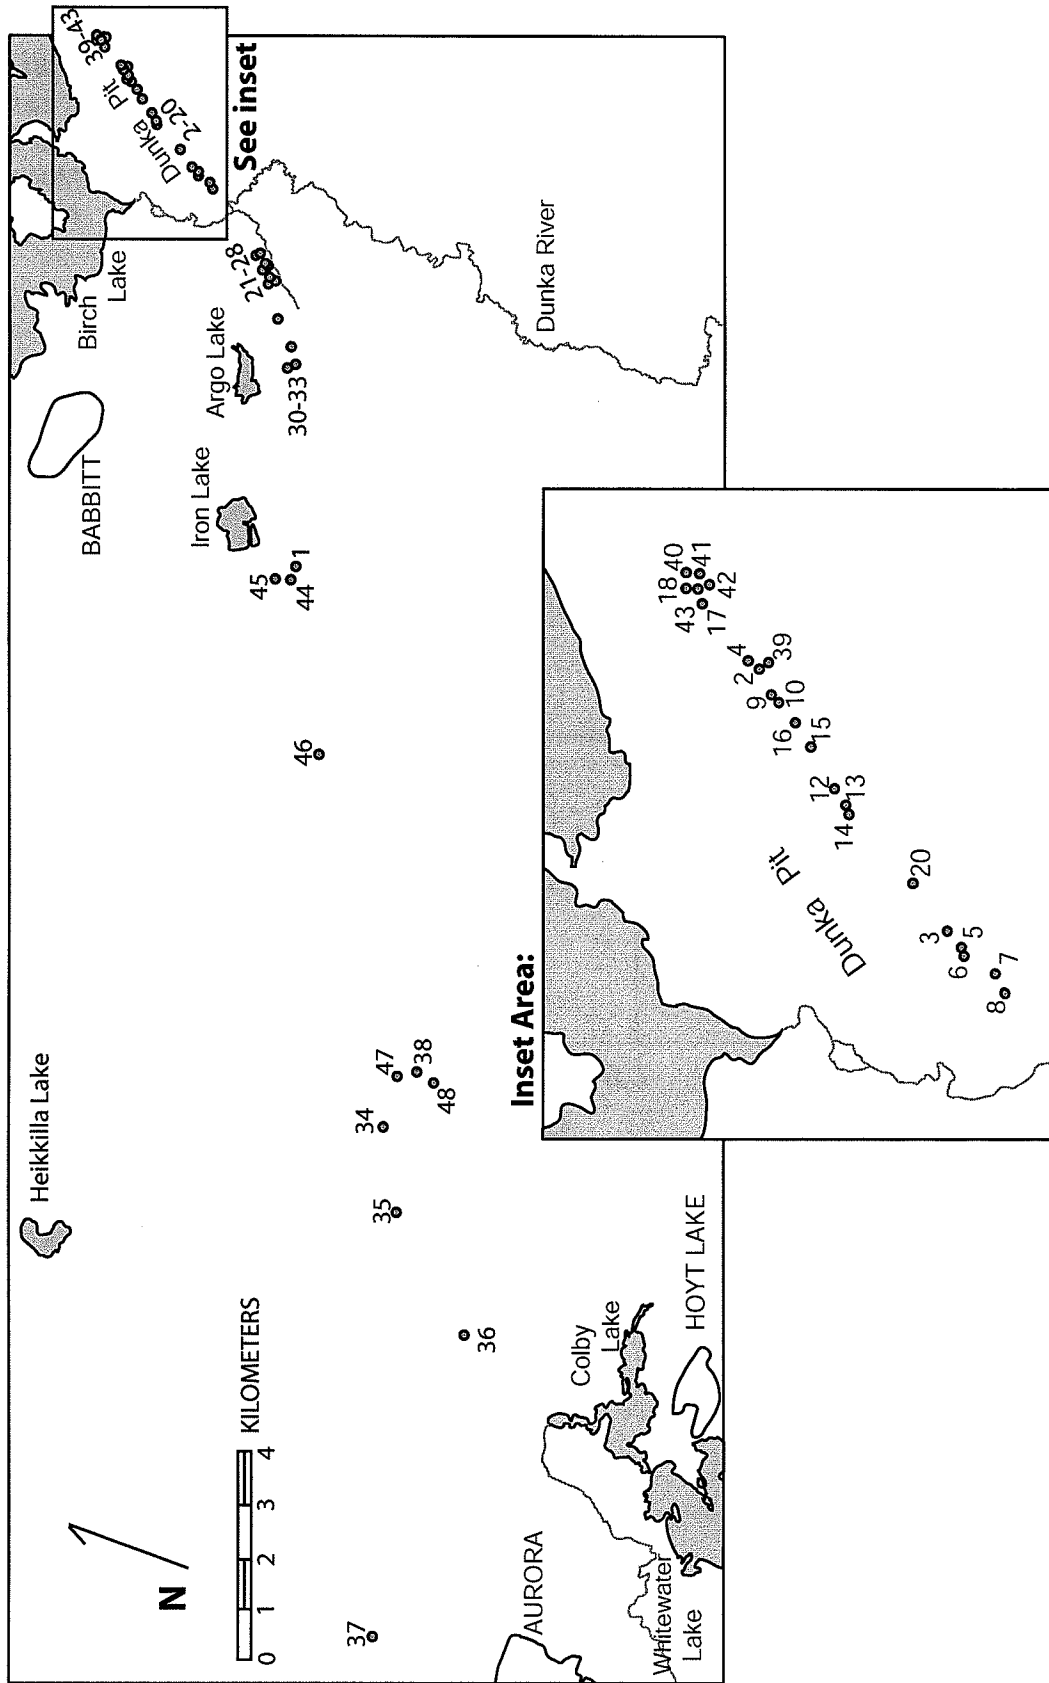 N
0 1 2 3 4
KILOMETERS
Heikkilla Lake
BABBITT
Birch
Lake
39-43
Dunka Pit
2-20
See inset
21-28
Argo Lake
30-33
Iron Lake
45
44
1
46
Dunka River
47
38
48
34
35
36
37
AURORA
Colby
Lake
HOYT LAKE
Whitewater
Lake
Inset Area:
18
40
41
43
42
17
4
2
39
9
10
16
15
12
13
14
Dunka Pit
20
3
5
6
7
8